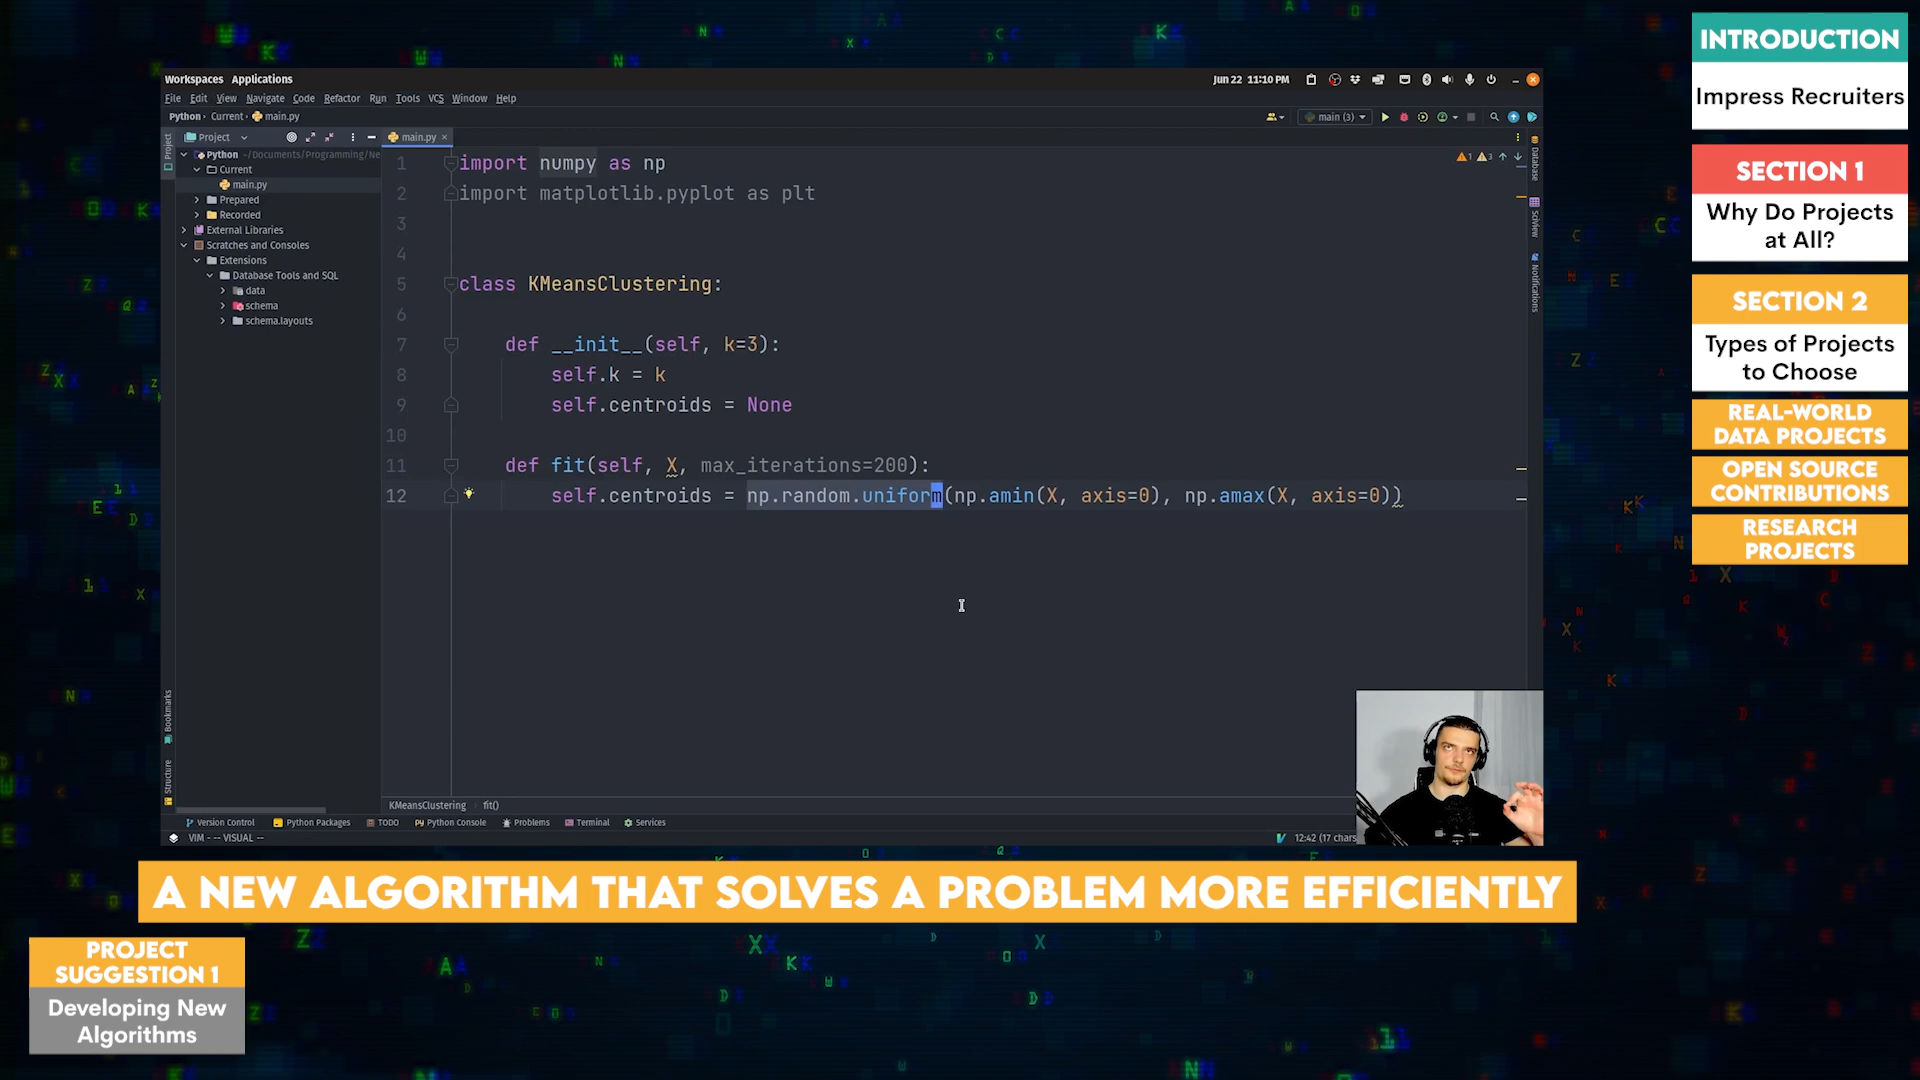 INTRODUCTION
Impress Recruiters
SECTION 1
Why Do Projects
at All?
SECTION 2
Types of Projects
to Choose
REAL-WORLD
DATA PROJECTS
OPEN SOURCE
CONTRIBUTIONS
RESEARCH
PROJECTS
Workspaces Applications
Jun 22 11:10 PM
File Edit View Navigate Code Refactor Run Tools VCS Window Help
Python Current main.py
main (3)
Project
main.py
Project
Python ~/Documents/Programming/Ne
Current
main.py
Prepared
Recorded
External Libraries
Scratches and Consoles
Extensions
Database Tools and SQL
data
schema
schema.layouts
Bookmarks
Structure
1 import numpy as np
2 import matplotlib.pyplot as plt
3
4
5 class KMeansClustering:
6
7 def __init__(self, k=3):
8 self.k = k
9 self.centroids = None
10
11 def fit(self, X, max_iterations=200):
12 self.centroids = np.random.uniform(np.amin(X, axis=0), np.amax(X, axis=0))
1 3
Database
SciView
Notifications
KMeansClustering fit()
Version Control Python Packages TODO Python Console Problems Terminal Services
VIM - -- VISUAL --
12:42 (17 chars
A NEW ALGORITHM THAT SOLVES A PROBLEM MORE EFFICIENTLY
PROJECT
SUGGESTION 1
Developing New
Algorithms